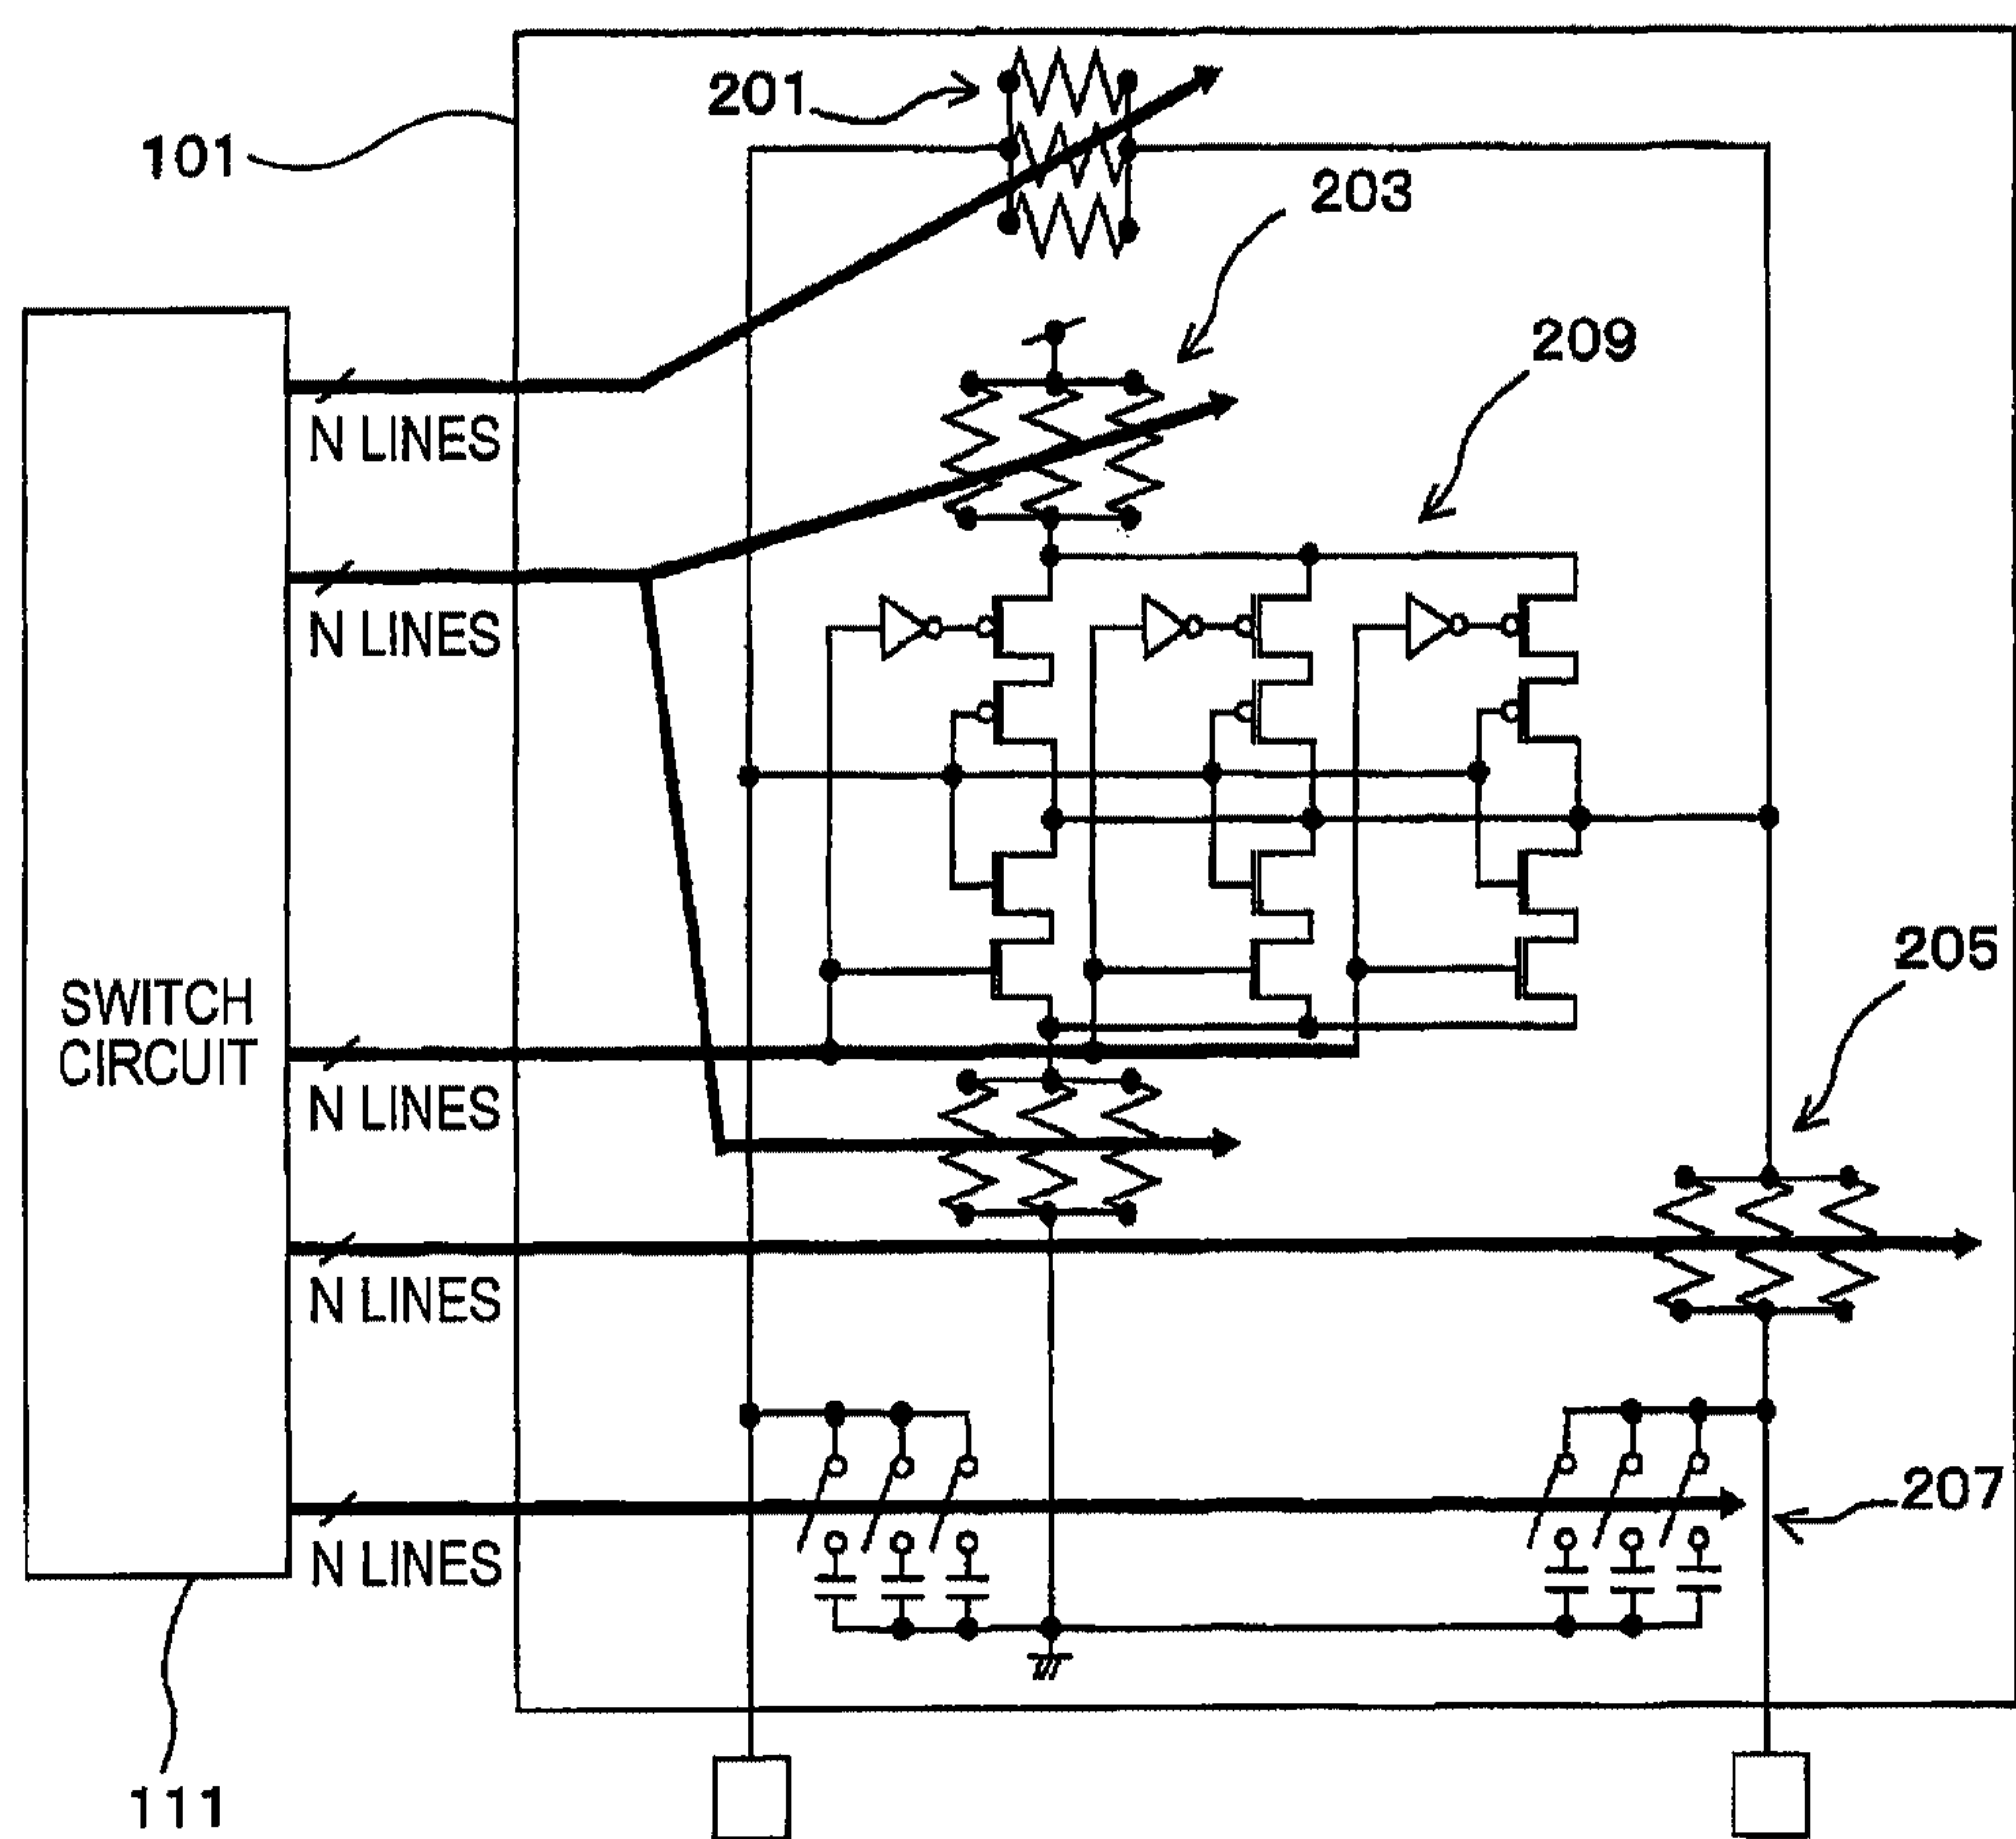 201
101
203
209
N LINES
N LINES
205
SWITCH
CIRCUIT
N LINES
N LINES
207
N LINES
111